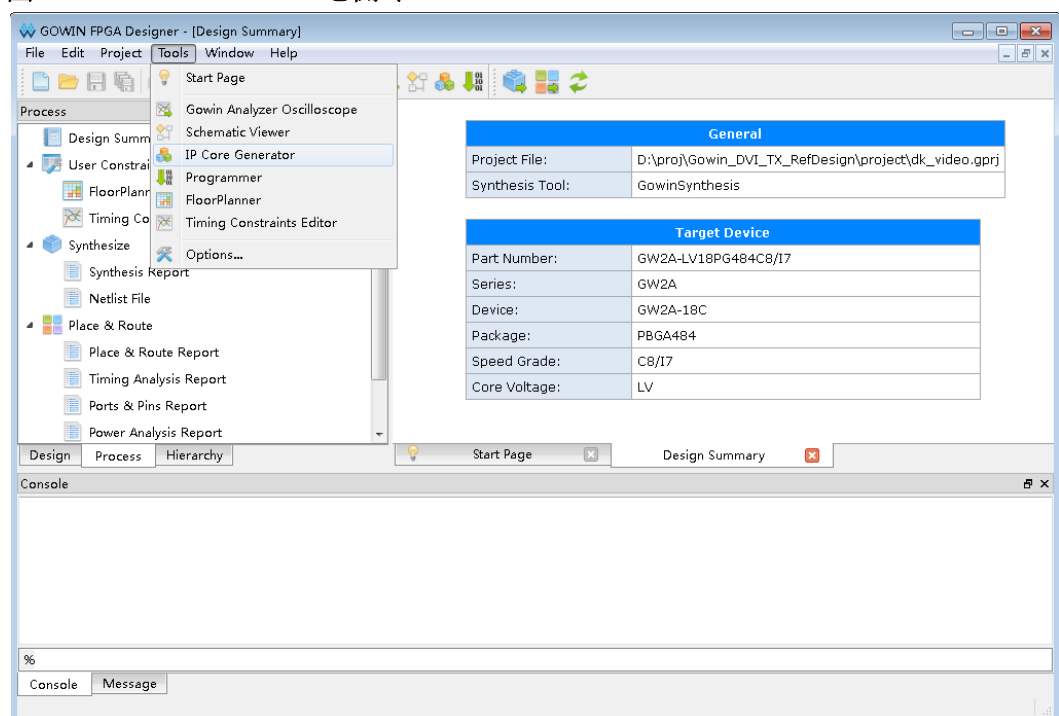 GOWIN FPGA Designer - [Design Summary]
File Edit Project Tools Window Help
Start Page
Gowin Analyzer Oscilloscope
Schematic Viewer
IP Core Generator
Programmer
FloorPlanner
Timing Constraints Editor
Options...
Process
Design Summ
User Constrai
FloorPlann
Timing Co
Synthesize
Synthesis Report
Netlist File
Place & Route
Place & Route Report
Timing Analysis Report
Ports & Pins Report
Power Analysis Report
General
Project File: D:\proj\Gowin_DVI_TX_RefDesign\project\dk_video.gprj
Synthesis Tool: GowinSynthesis
Target Device
Part Number: GW2A-LV18PG484C8/I7
Series: GW2A
Device: GW2A-18C
Package: PBGA484
Speed Grade: C8/I7
Core Voltage: LV
Design Process Hierarchy
Start Page Design Summary
Console
%
Console Message